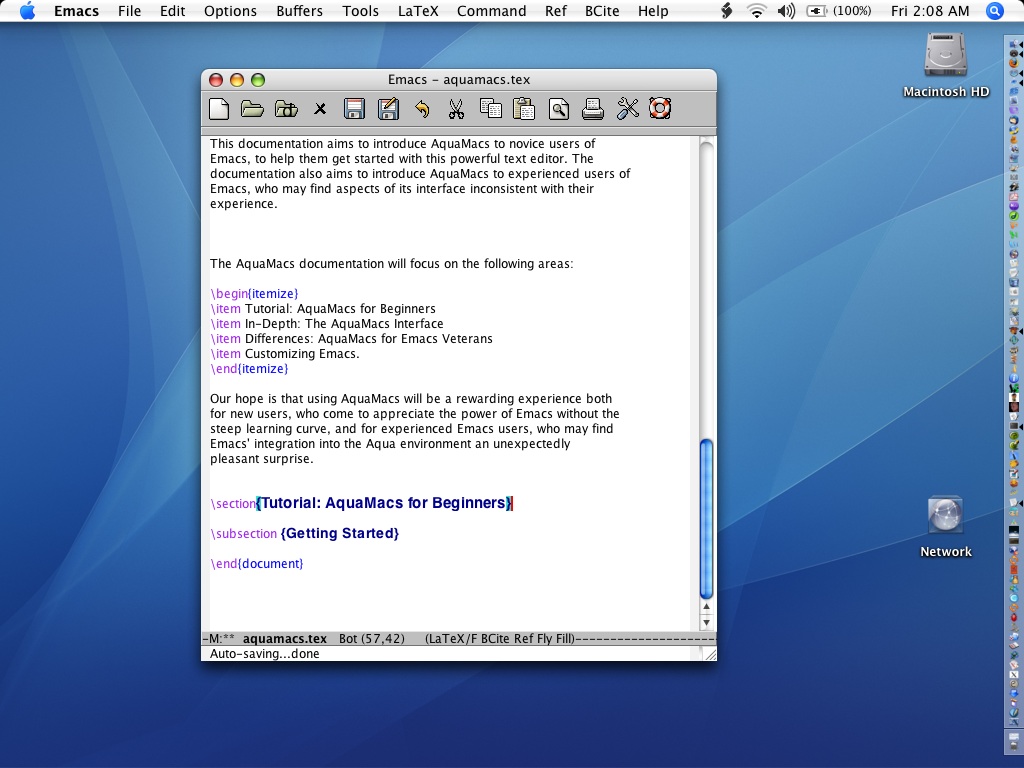 Emacs File Edit Options Buffers Tools LaTeX Command Ref BCite Help (100%) Fri 2:08 AM
Emacs – aquamacs.tex
Macintosh HD
This documentation aims to introduce AquaMacs to novice users of
Emacs, to help them get started with this powerful text editor. The
documentation also aims to introduce AquaMacs to experienced users of
Emacs, who may find aspects of its interface inconsistent with their
experience.
The AquaMacs documentation will focus on the following areas:
\begin{itemize}
\item Tutorial: AquaMacs for Beginners
\item In-Depth: The AquaMacs Interface
\item Differences: AquaMacs for Emacs Veterans
\item Customizing Emacs.
\end{itemize}
Our hope is that using AquaMacs will be a rewarding experience both
for new users, who come to appreciate the power of Emacs without the
steep learning curve, and for experienced Emacs users, who may find
Emacs' integration into the Aqua environment an unexpectedly
pleasant surprise.
\section{Tutorial: AquaMacs for Beginners}
\subsection {Getting Started}
Network
\end{document}
-M:** aquamacs.tex Bot (57,42) (LaTeX/F BCite Ref Fly Fill)--------------------
Auto-saving...done